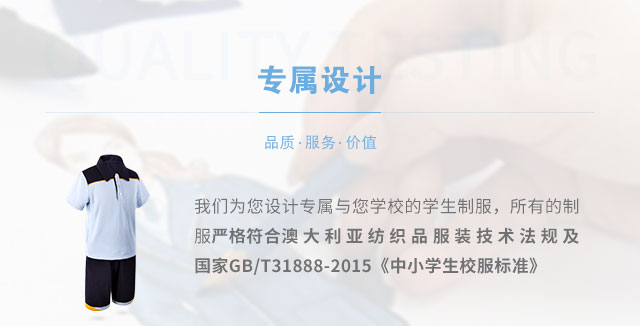 QUALITY TESTING
专属设计
品质·服务·价值
我们为您设计专属与您学校的学生制服，所有的制
服严格符合澳大利亚纺织品服装技术法规及
国家GB/T31888-2015《中小学生校服标准》